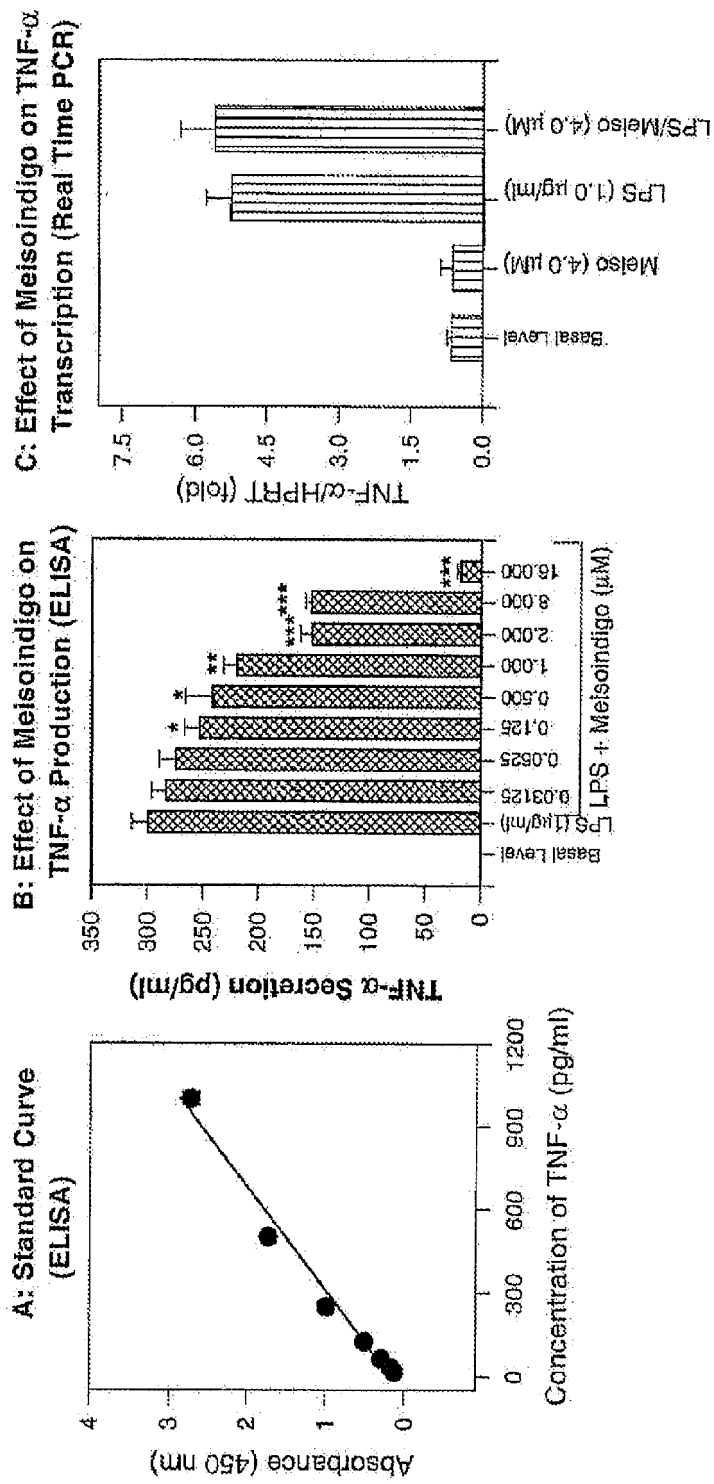 A: Standard Curve
(ELISA)
4
3
2
1
0
Absorbance (450 nm)
0
300
600
900
1200
Concentration of TNF-α (pg/ml)
B: Effect of Meisoindigo on
TNF-α Production (ELISA)
350
300
250
200
150
100
50
0
TNF-α Secretion (pg/ml)
*
*
**
***
***
***
Basal Level
LPS (1μg/ml)
0.03125
0.0625
0.125
0.500
1.000
2.000
8.000
16.000
LPS + Meisoindigo (μM)
C: Effect of Meisoindigo on TNF-α
Transcription (Real Time PCR)
7.5
6.0
4.5
3.0
1.5
0.0
TNF-α/HPRT (fold)
Basal Level
Meiso (4.0 μM)
LPS (1.0 μg/ml)
LPS/Meiso (4.0 μM)